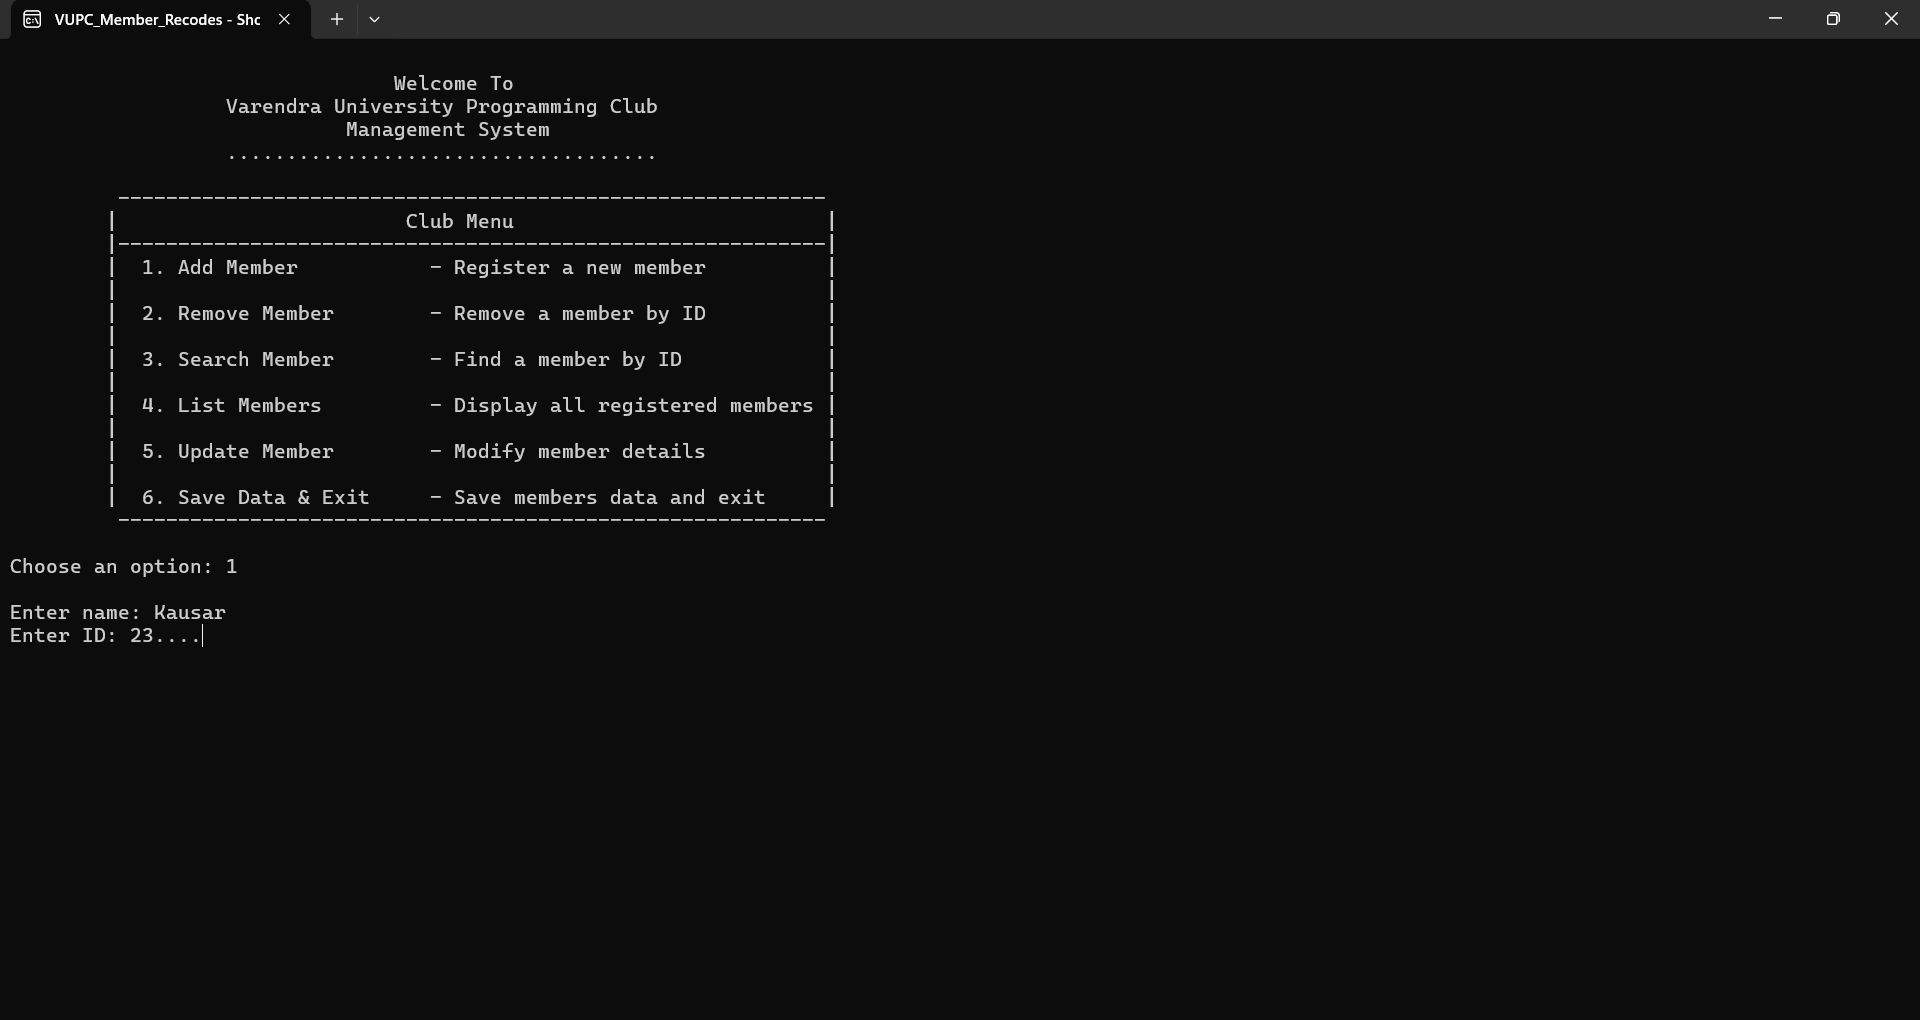 VUPC_Member_Recodes - Shc
Welcome To
Varendra University Programming Club
Management System
....................................
Club Menu
1. Add Member - Register a new member
2. Remove Member - Remove a member by ID
3. Search Member - Find a member by ID
4. List Members - Display all registered members
5. Update Member - Modify member details
6. Save Data & Exit - Save members data and exit
Choose an option: 1
Enter name: Kausar
Enter ID: 23....